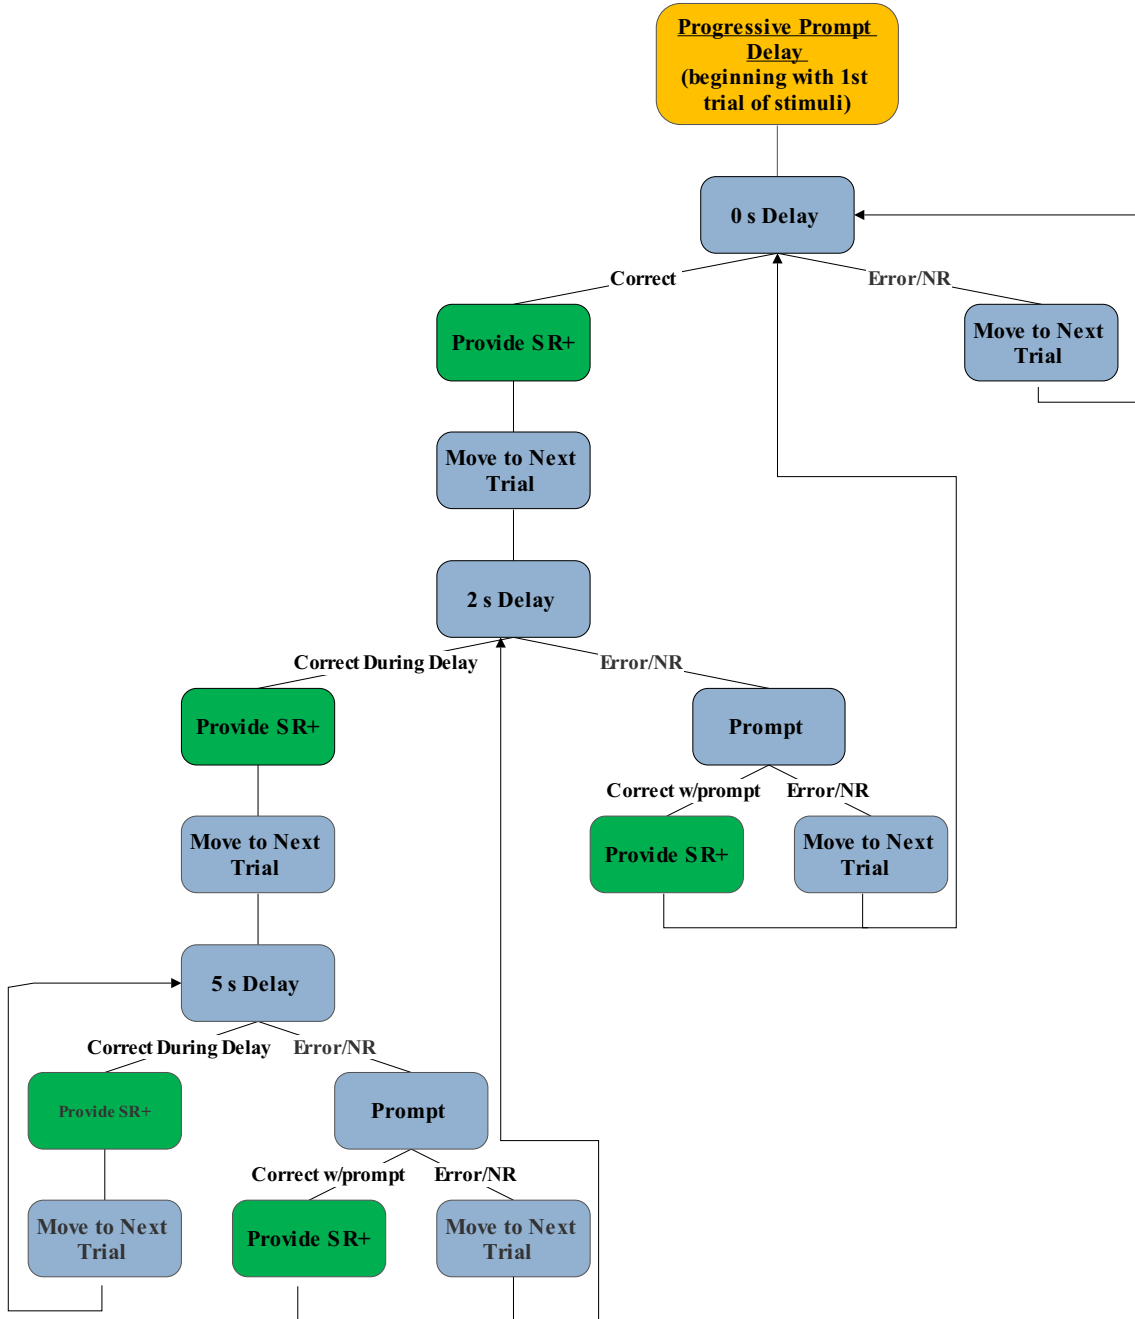 Progressive Prompt
Delay
(beginning with 1st
trial of stimuli)
0 s Delay
Correct
Error/NR
Provide SR+
Move to Next
Trial
Move to Next
Trial
2 s Delay
Correct During Delay
Error/NR
Provide SR+
Prompt
Correct w/prompt
Error/NR
Move to Next
Trial
Provide SR+
Move to Next
Trial
5 s Delay
Correct During Delay
Error/NR
Provide SR+
Prompt
Correct w/prompt
Error/NR
Move to Next
Trial
Provide SR+
Move to Next
Trial